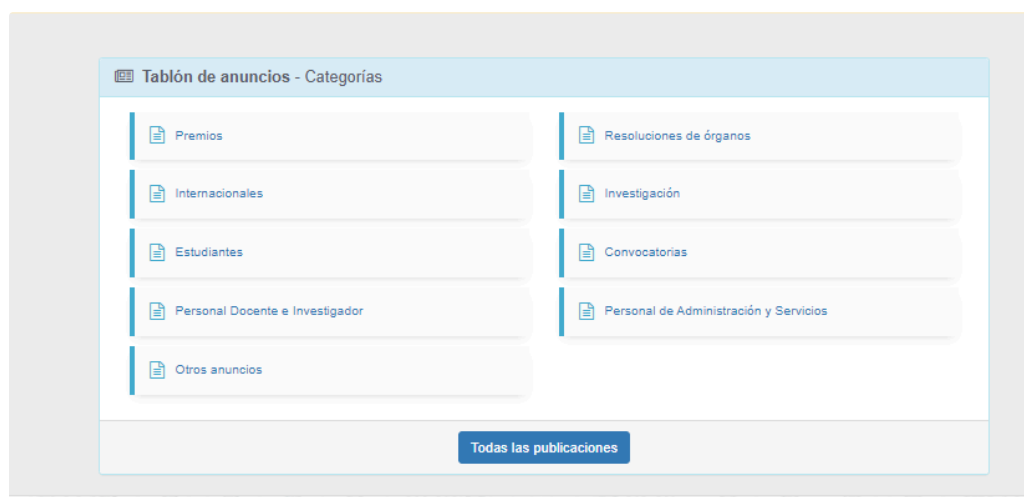 Tablón de anuncios - Categorías
Premios
Resoluciones de órganos
Internacionales
Investigación
Estudiantes
Convocatorias
Personal Docente e Investigador
Personal de Administración y Servicios
Otros anuncios
Todas las publicaciones